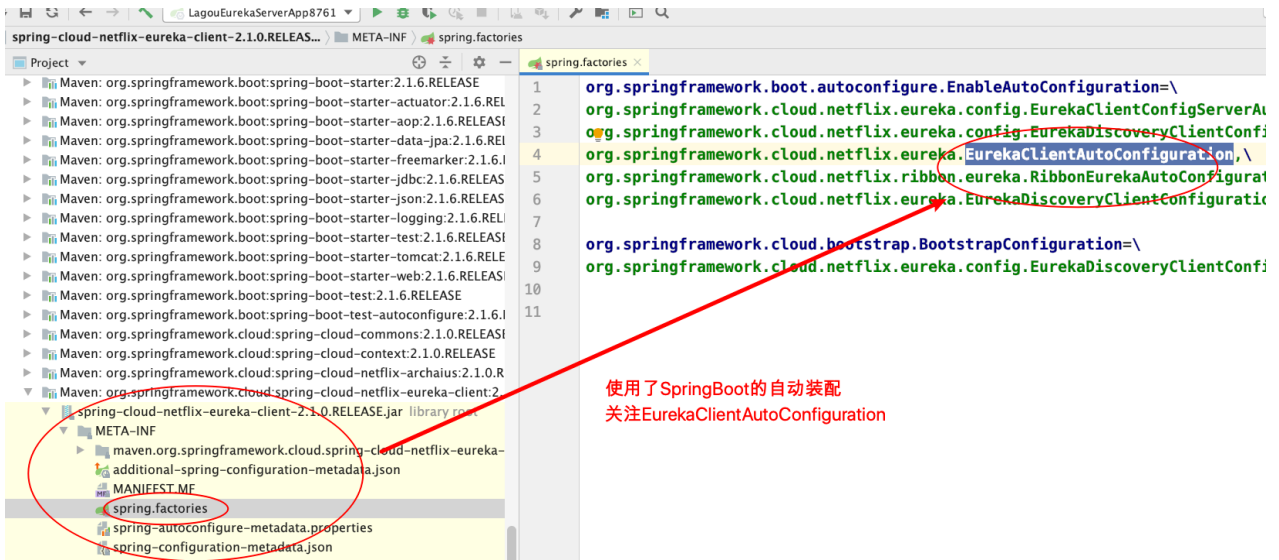 LagouEurekaServerApp8761
spring-cloud-netflix-eureka-client-2.1.0.RELEAS... META-INF spring.factories
Project
spring.factories
Maven: org.springframework.boot:spring-boot-starter:2.1.6.RELEASE
Maven: org.springframework.boot:spring-boot-starter-actuator:2.1.6.REL
Maven: org.springframework.boot:spring-boot-starter-aop:2.1.6.RELEASE
Maven: org.springframework.boot:spring-boot-starter-data-jpa:2.1.6.REL
Maven: org.springframework.boot:spring-boot-starter-freemarker:2.1.6.
Maven: org.springframework.boot:spring-boot-starter-jdbc:2.1.6.RELEAS
Maven: org.springframework.boot:spring-boot-starter-json:2.1.6.RELEAS
Maven: org.springframework.boot:spring-boot-starter-logging:2.1.6.REL
Maven: org.springframework.boot:spring-boot-starter-test:2.1.6.RELEASE
Maven: org.springframework.boot:spring-boot-starter-tomcat:2.1.6.RELE
Maven: org.springframework.boot:spring-boot-starter-web:2.1.6.RELEAS
Maven: org.springframework.boot:spring-boot-test:2.1.6.RELEASE
Maven: org.springframework.boot:spring-boot-test-autoconfigure:2.1.6.
Maven: org.springframework.cloud:spring-cloud-commons:2.1.0.RELEASE
Maven: org.springframework.cloud:spring-cloud-context:2.1.0.RELEASE
Maven: org.springframework.cloud:spring-cloud-netflix-archaius:2.1.0.R
Maven: org.springframework.cloud:spring-cloud-netflix-eureka-client:2.
spring-cloud-netflix-eureka-client-2.1.0.RELEASE.jar library root
META-INF
maven.org.springframework.cloud.spring-cloud-netflix-eureka-
additional-spring-configuration-metadata.json
MANIFEST.MF
spring.factories
spring-autoconfigure-metadata.properties
spring-configuration-metadata.json
1 org.springframework.boot.autoconfigure.EnableAutoConfiguration=\
2 org.springframework.cloud.netflix.eureka.config.EurekaClientConfigServerAu
3 org.springframework.cloud.netflix.eureka.config.EurekaDiscoveryClientConfi
4 org.springframework.cloud.netflix.eureka.EurekaClientAutoConfiguration,\
5 org.springframework.cloud.netflix.ribbon.eureka.RibbonEurekaAutoConfigurat
6 org.springframework.cloud.netflix.eureka.EurekaDiscoveryClientConfiguratio
7
8 org.springframework.cloud.bootstrap.BootstrapConfiguration=\
9 org.springframework.cloud.netflix.eureka.config.EurekaDiscoveryClientConfi
10
11
使用了SpringBoot的自动装配
关注EurekaClientAutoConfiguration